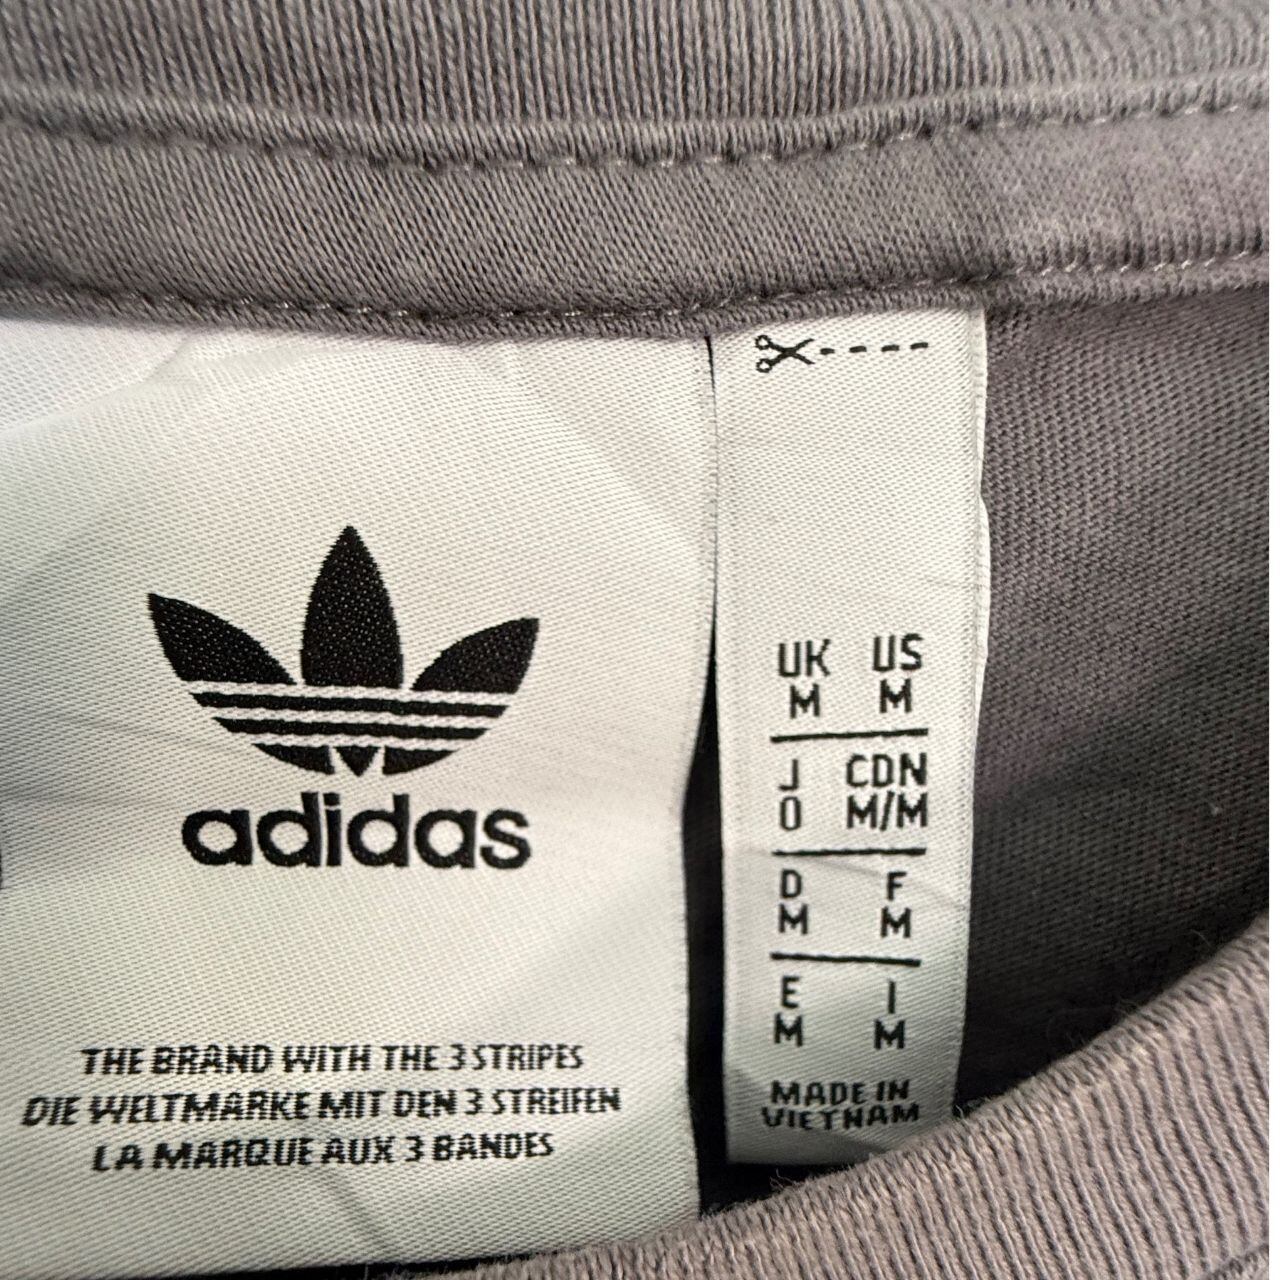 adidas
THE BRAND WITH THE 3 STRIPES
DIE WELTMARKE MIT DEN 3 STREIFEN
LA MARQUE AUX 3 BANDES
UK US
M M
J CDN
O M/M
D F
M M
E I
M M
MADE IN
VIETNAM